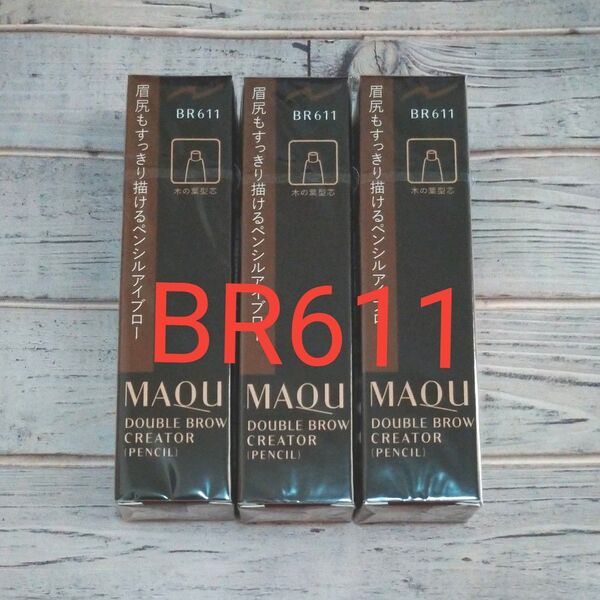 BR611
木の葉型芯
眉尻もすっきり描けるペンシルアイブロー
MAQU
DOUBLE BROW
CREATOR
(PENCIL)
BR611
木の葉型芯
眉尻もすっきり描けるペンシルアイブロー
MAQU
DOUBLE BROW
CREATOR
(PENCIL)
BR611
木の葉型芯
眉尻もすっきり描けるペンシルアイブロー
MAQU
DOUBLE BROW
CREATOR
(PENCIL)
BR611